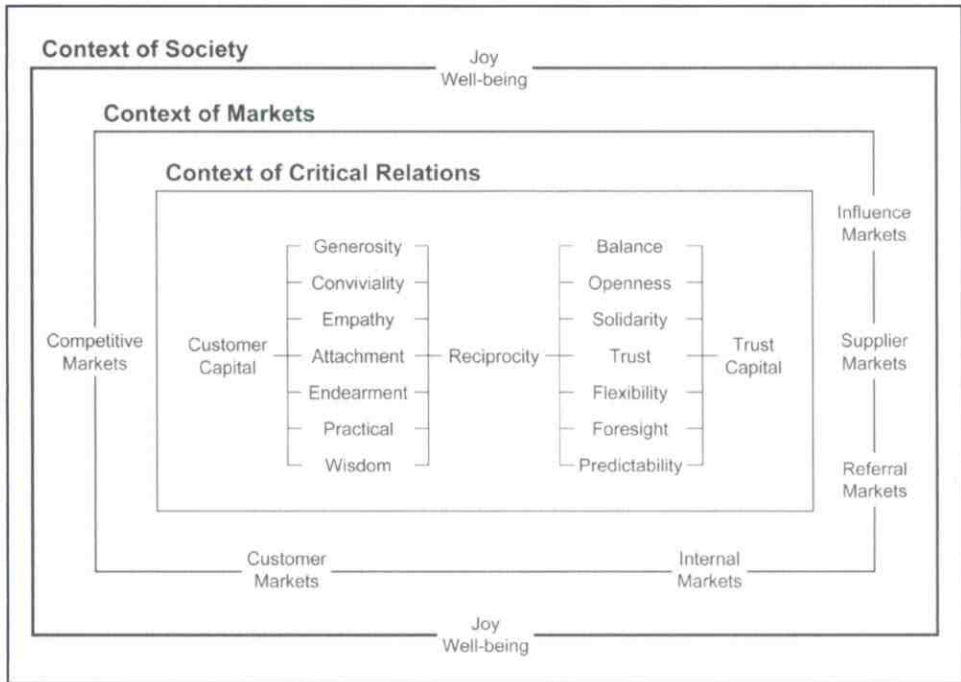 Context of Society
Joy
Well-being
Context of Markets
Context of Critical Relations
Influence
Markets
Generosity
Conviviality
Empathy
Attachment
Endearment
Practical
Wisdom
Balance
Openness
Solidarity
Trust
Flexibility
Foresight
Predictability
Competitive
Markets
Customer
Capital
Reciprocity
Trust
Capital
Supplier
Markets
Referral
Markets
Customer
Markets
Internal
Markets
Joy
Well-being